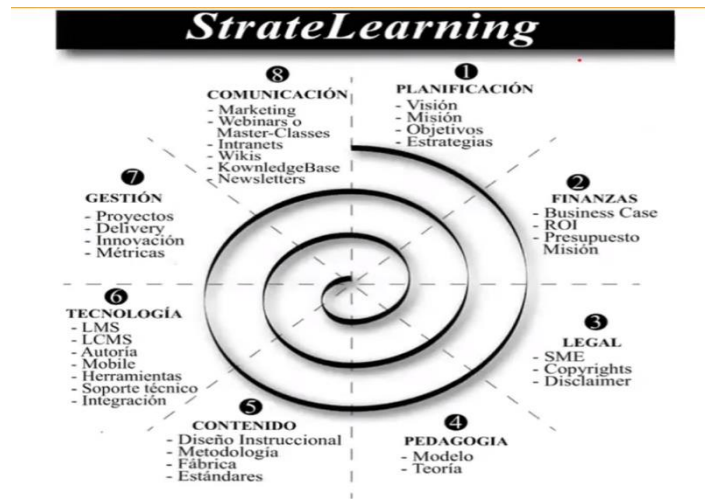 StrateLearning
1
PLANIFICACIÓN
- Visión
- Misión
- Objetivos
- Estrategias
2
FINANZAS
- Business Case
- ROI
- Presupuesto
Misión
3
LEGAL
- SME
- Copyrights
- Disclaimer
4
PEDAGOGIA
- Modelo
- Teoría
5
CONTENIDO
- Diseño Instruccional
- Metodología
- Fábrica
- Estándares
6
TECNOLOGÍA
- LMS
- LCMS
- Autoría
- Mobile
- Herramientas
- Soporte técnico
- Integración
7
GESTIÓN
- Proyectos
- Delivery
- Innovación
- Métricas
8
COMUNICACIÓN
- Marketing
- Webinars o
Master-Classes
- Intranets
- Wikis
- KownledgeBase
- Newsletters